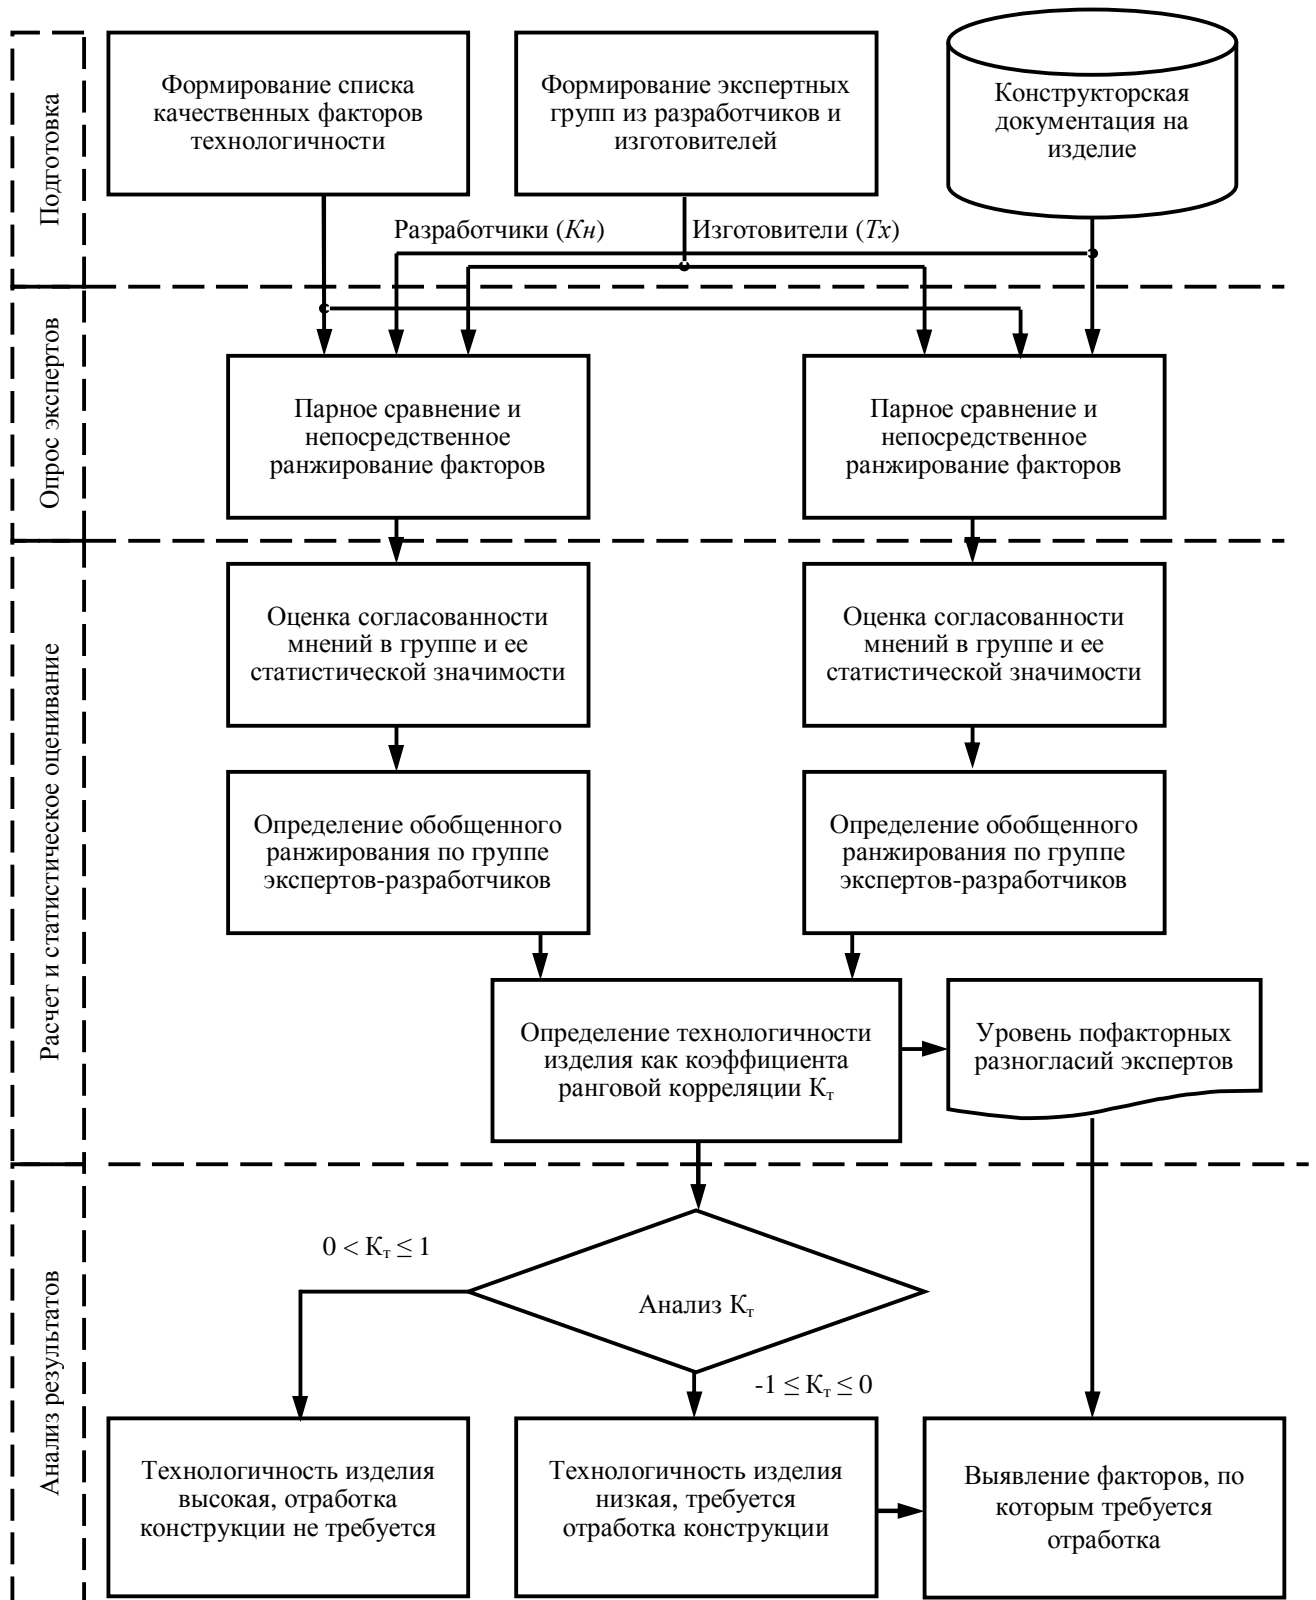 Подготовка
Формирование списка
качественных факторов
технологичности
Формирование экспертных
групп из разработчиков и
изготовителей
Конструкторская
документация на
изделие
Разработчики (Кн)
Изготовители (Тх)
Опрос экспертов
Парное сравнение и
непосредственное
ранжирование факторов
Парное сравнение и
непосредственное
ранжирование факторов
Расчет и статистическое оценивание
Оценка согласованности
мнений в группе и ее
статистической значимости
Оценка согласованности
мнений в группе и ее
статистической значимости
Определение обобщенного
ранжирования по группе
экспертов-разработчиков
Определение обобщенного
ранжирования по группе
экспертов-разработчиков
Определение технологичности
изделия как коэффициента
ранговой корреляции Кт
Уровень пофакторных
разногласий экспертов
Анализ результатов
0 < Кт ≤ 1
Анализ Кт
-1 ≤ Кт ≤ 0
Технологичность изделия
высокая, отработка
конструкции не требуется
Технологичность изделия
низкая, требуется
отработка конструкции
Выявление факторов, по
которым требуется
отработка